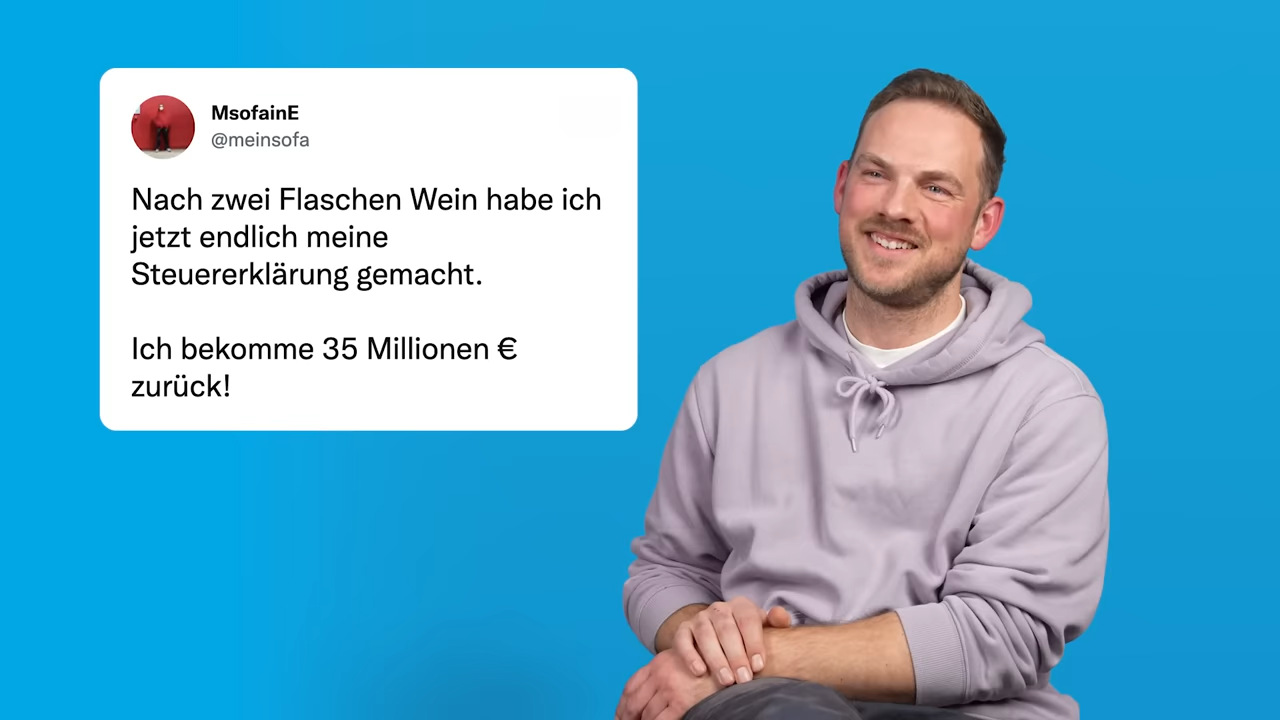 MsofainE
@meinsofa
Nach zwei Flaschen Wein habe ich
jetzt endlich meine
Steuererklärung gemacht.
Ich bekomme 35 Millionen €
zurück!